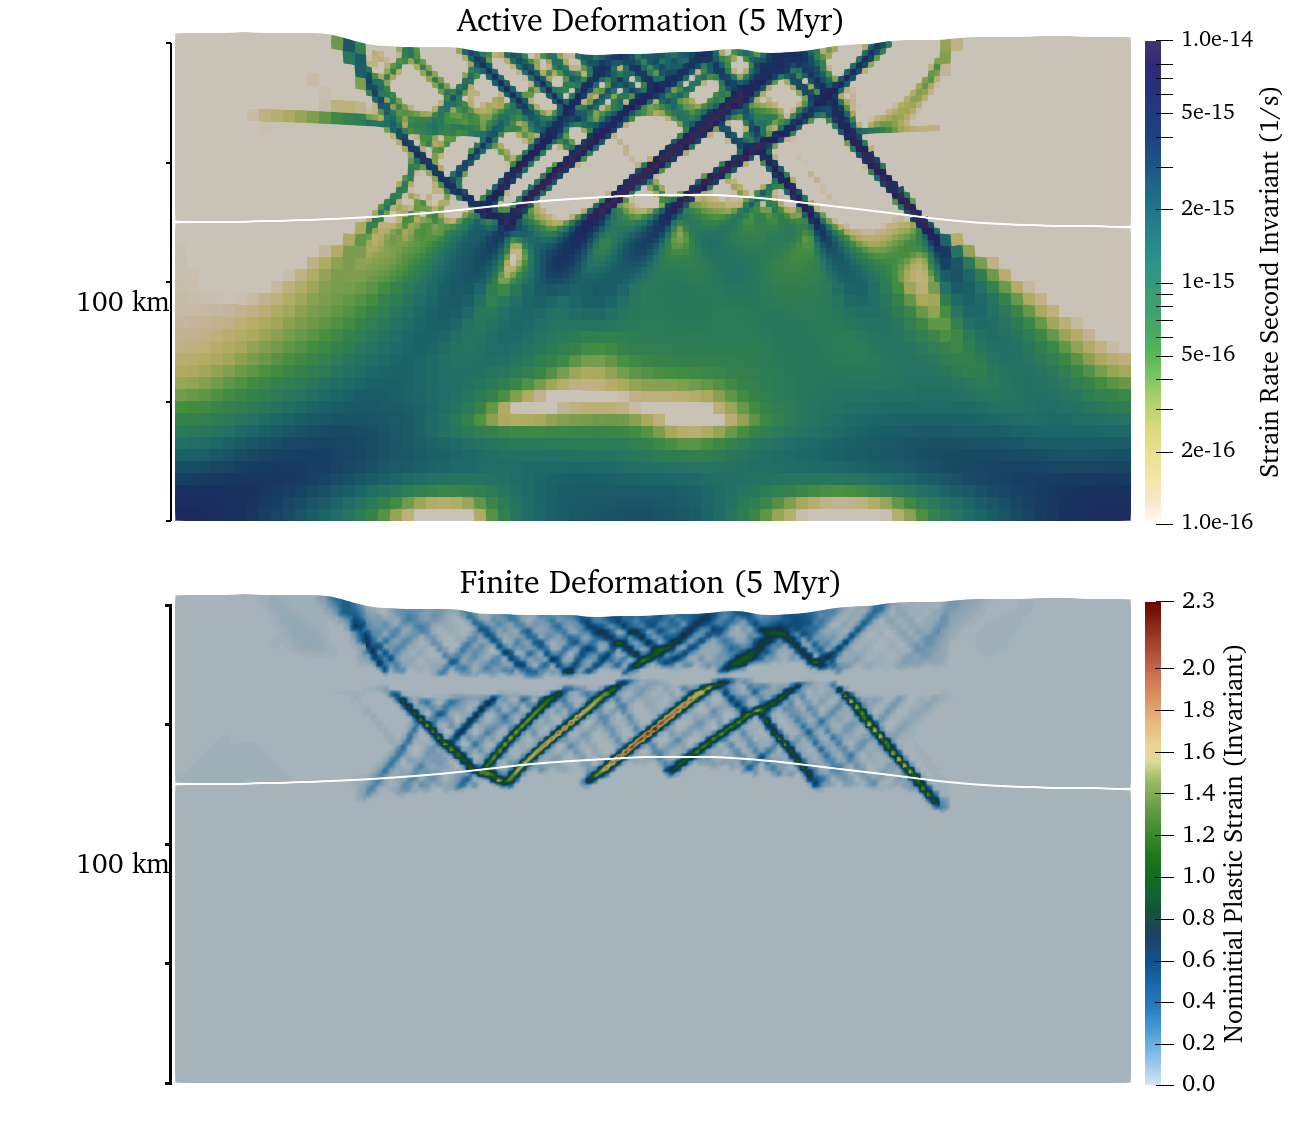 Active Deformation (5 Myr)
100 km
1.0e-14
5e-15
2e-15
1e-15
5e-16
2e-16
1.0e-16
Strain Rate Second Invariant (1/s)
Finite Deformation (5 Myr)
100 km
2.3
2.0
1.8
1.6
1.4
1.2
1.0
0.8
0.6
0.4
0.2
0.0
Noninitial Plastic Strain (Invariant)